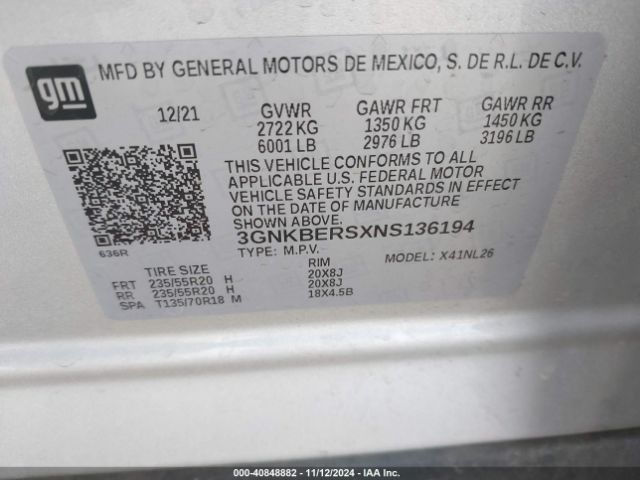 gm
MFD BY GENERAL MOTORS DE MEXICO, S. DE R.L. DE C.V.
12/21 GVWR GAWR FRT GAWR RR
2722 KG 1350 KG 1450 KG
6001 LB 2976 LB 3196 LB
THIS VEHICLE CONFORMS TO ALL
APPLICABLE U.S. FEDERAL MOTOR
VEHICLE SAFETY STANDARDS IN EFFECT
ON THE DATE OF MANUFACTURE
SHOWN ABOVE.
636R
3GNKBERSXNS136194
TYPE: M.P.V. MODEL: X41NL26
TIRE SIZE RIM
FRT 235/55R20 H 20X8J
RR 235/55R20 H 20X8J
SPA T135/70R18 M 18X4.5B
000-40848882 - 11/12/2024 - IAA Inc.